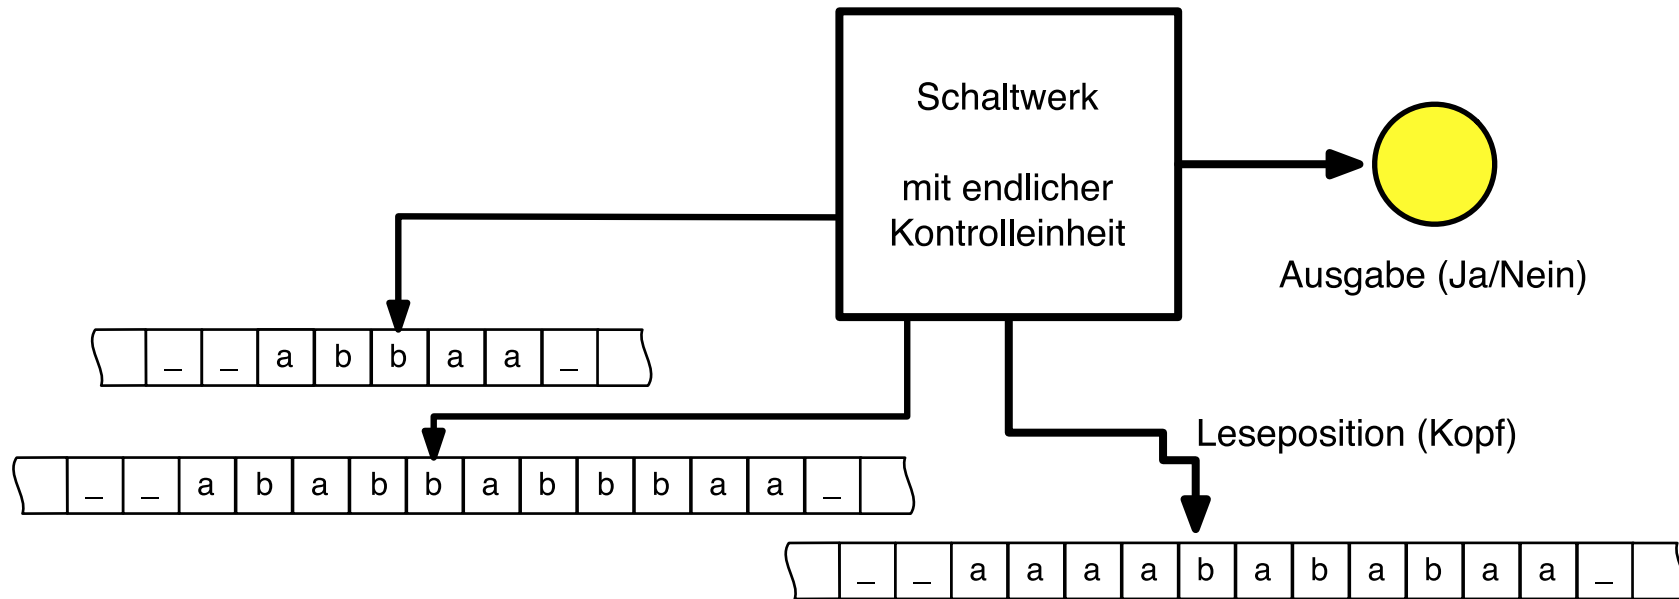 Schaltwerk
mit endlicher
Kontrolleinheit
Ausgabe (Ja/Nein)
_ _ a b b a a _
Leseposition (Kopf)
_ _ a b a b b a b b b a a _
_ _ a a a a b a b a b a a _